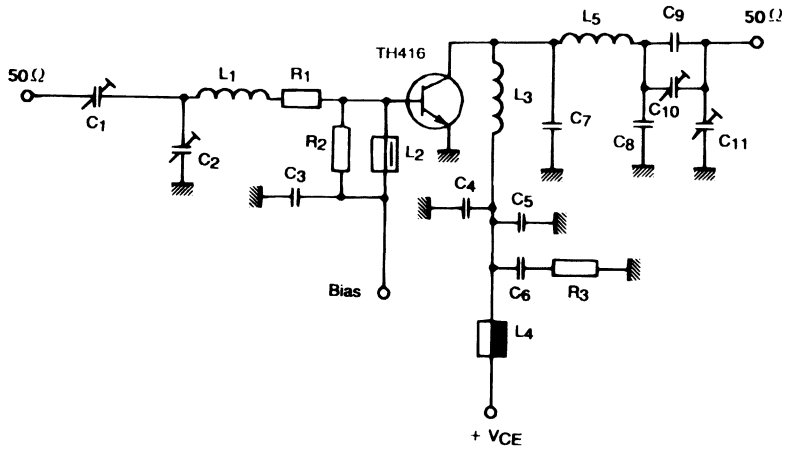 L5
C9
50Ω
TH416
50Ω
L1
R1
L3
C10
C1
C2
R2
L2
C7
C8
C11
C3
C4
C5
Bias
C6
R3
L4
+ VCE